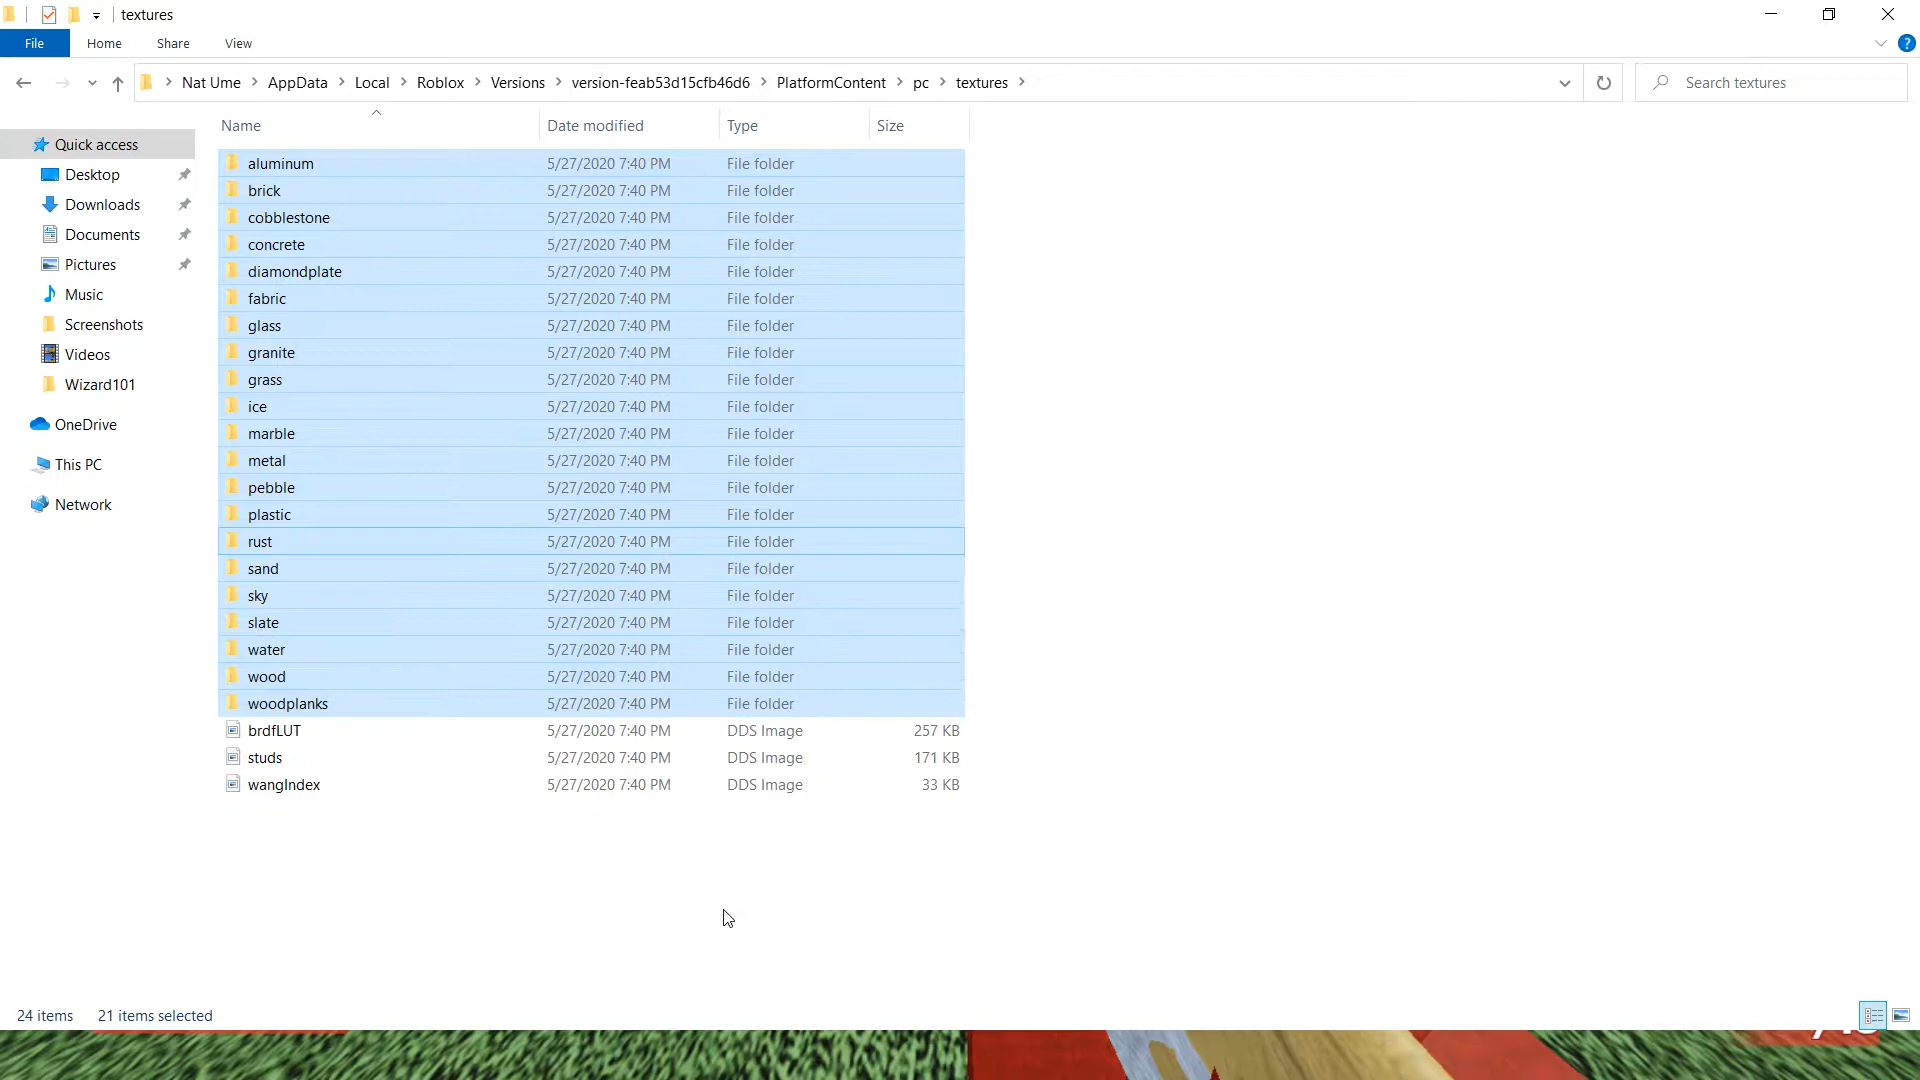 textures
File Home Share View
Nat Ume AppData Local Roblox Versions version-feab53d15cfb46d6 PlatformContent pc textures
Search textures
Name Date modified Type Size
Quick access
Desktop
Downloads
Documents
Pictures
Music
Screenshots
Videos
Wizard101
OneDrive
This PC
Network
aluminum 5/27/2020 7:40 PM File folder
brick 5/27/2020 7:40 PM File folder
cobblestone 5/27/2020 7:40 PM File folder
concrete 5/27/2020 7:40 PM File folder
diamondplate 5/27/2020 7:40 PM File folder
fabric 5/27/2020 7:40 PM File folder
glass 5/27/2020 7:40 PM File folder
granite 5/27/2020 7:40 PM File folder
grass 5/27/2020 7:40 PM File folder
ice 5/27/2020 7:40 PM File folder
marble 5/27/2020 7:40 PM File folder
metal 5/27/2020 7:40 PM File folder
pebble 5/27/2020 7:40 PM File folder
plastic 5/27/2020 7:40 PM File folder
rust 5/27/2020 7:40 PM File folder
sand 5/27/2020 7:40 PM File folder
sky 5/27/2020 7:40 PM File folder
slate 5/27/2020 7:40 PM File folder
water 5/27/2020 7:40 PM File folder
wood 5/27/2020 7:40 PM File folder
woodplanks 5/27/2020 7:40 PM File folder
brdfLUT 5/27/2020 7:40 PM DDS Image 257 KB
studs 5/27/2020 7:40 PM DDS Image 171 KB
wangIndex 5/27/2020 7:40 PM DDS Image 33 KB
24 items 21 items selected